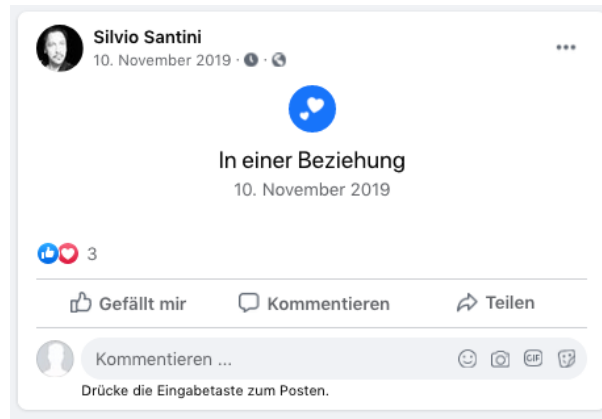 Silvio Santini
10. November 2019 · ·
In einer Beziehung
10. November 2019
3
Gefällt mir
Kommentieren
Teilen
Kommentieren ...
GIF
Drücke die Eingabetaste zum Posten.